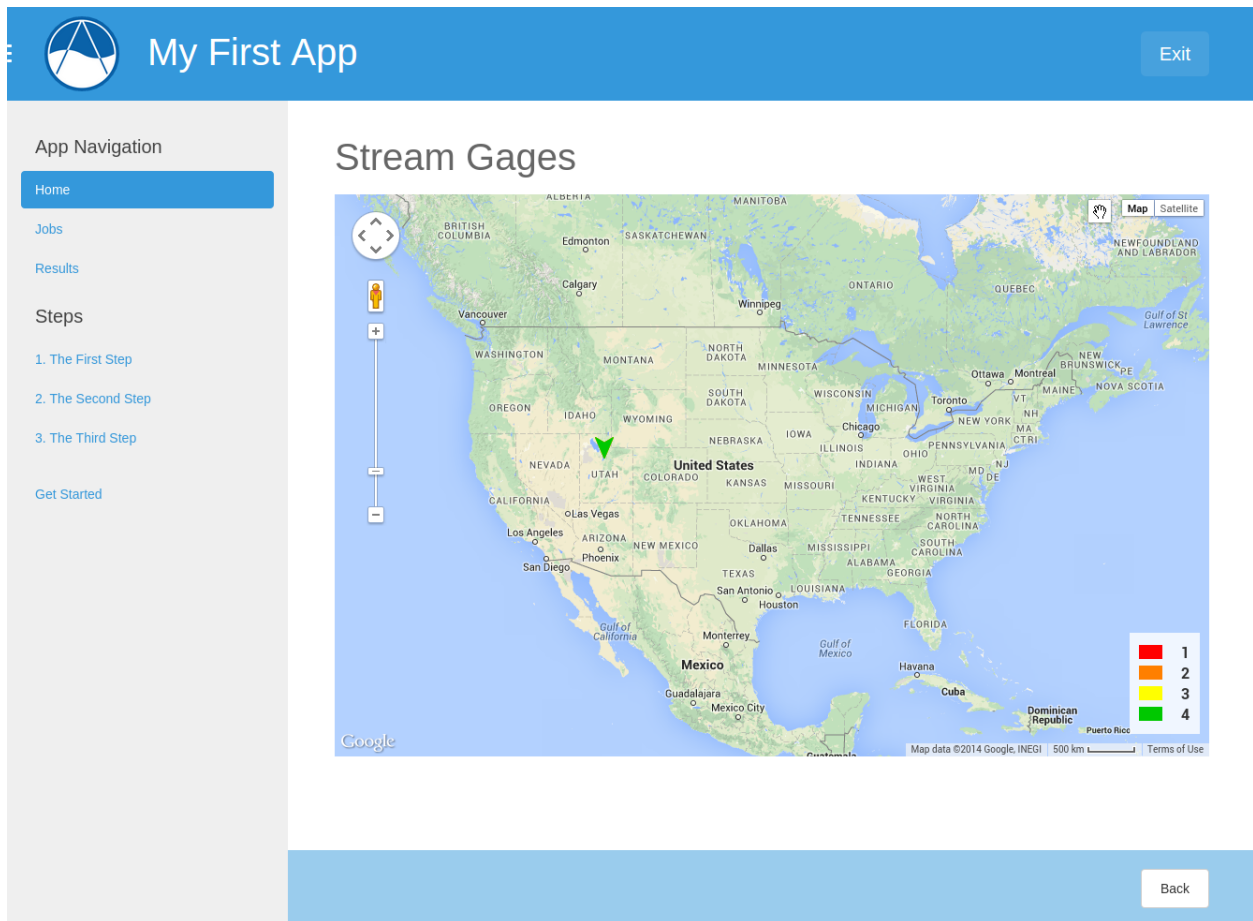 My First App
Exit
App Navigation
Home
Jobs
Results
Steps
1. The First Step
2. The Second Step
3. The Third Step
Get Started
Stream Gages
ALBERTA
MANITOBA
Map
Satellite
BRITISH
COLUMBIA
Edmonton
SASKATCHEWAN
NEWFOUNDLAND
AND LABRADOR
Calgary
ONTARIO
QUEBEC
Winnipeg
Vancouver
Gulf of St
Lawrence
WASHINGTON
MONTANA
NORTH
DAKOTA
MINNESOTA
Ottawa
Montreal
NEW
BRUNSWICK
PE
MAINE
NOVA SCOTIA
OREGON
IDAHO
WYOMING
SOUTH
DAKOTA
WISCONSIN
MICHIGAN
Toronto
VT
NH
NEW YORK
MA
CT
RI
Chicago
IOWA
NEBRASKA
ILLINOIS
INDIANA
OHIO
PENNSYLVANIA
NEVADA
UTAH
COLORADO
United States
KANSAS
MISSOURI
WEST
VIRGINIA
MD
DE
NJ
KENTUCKY
VIRGINIA
CALIFORNIA
Las Vegas
OKLAHOMA
TENNESSEE
NORTH
CAROLINA
Los Angeles
ARIZONA
Phoenix
NEW MEXICO
Dallas
MISSISSIPPI
SOUTH
CAROLINA
San Diego
TEXAS
ALABAMA
GEORGIA
San Antonio
LOUISIANA
Houston
Gulf of
California
Monterrey
Gulf of
Mexico
FLORIDA
Mexico
Havana
Guadalajara
Mexico City
Cuba
Dominican
Republic
Puerto Rico
Guatemala
1
2
3
4
Google
Map data ©2014 Google, INEGI
500 km
Terms of Use
Back